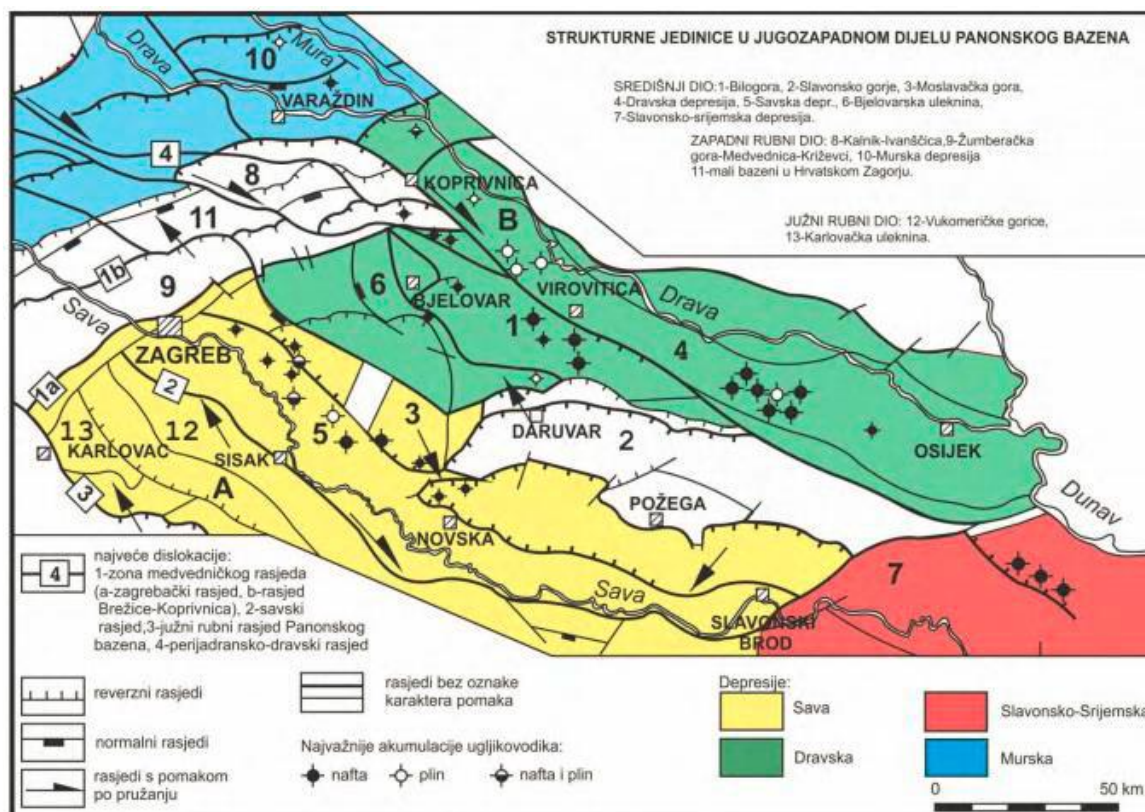 STRUKTURNE JEDINICE U JUGOZAPADNOM DIJELU PANONSKOG BAZENA
SREDIŠNJI DIO:1-Bilogora, 2-Slavonsko gorje, 3-Moslavačka gora,
4-Dravska depresija, 5-Savska depr., 6-Bjelovarska uleknina,
7-Slavonsko-srijemska depresija.
ZAPADNI RUBNI DIO: 8-Kalnik-Ivanščica,9-Žumberačka
gora-Medvednica-Križevci, 10-Murska depresija
11-mali bazeni u Hrvatskom Zagorju.
JUŽNI RUBNI DIO: 12-Vukomeričke gorice,
13-Karlovačka uleknina.
Drava
Mura
10
VARAŽDIN
4
8
KOPRIVNICA
11
B
1b
9
6
BJELOVAR
VIROVITICA
Drava
Sava
1
ZAGREB
4
1a
2
3
5
13
12
KARLOVAC
SISAK
DARUVAR
2
OSIJEK
3
A
POŽEGA
Dunav
NOVSKA
7
Sava
SLAVONSKI
BROD
4
najveće dislokacije:
1-zona medvedničkog rasjeda
(a-zagrebački rasjed, b-rasjed
Brežice-Koprivnica), 2-savski
rasjed,3-južni rubni rasjed Panonskog
bazena, 4-perijadransko-dravski rasjed
reverzni rasjedi
normalni rasjedi
rasjedi s pomakom
po pružanju
rasjedi bez oznake
karaktera pomaka
Najvažnije akumulacije ugljikovodika:
nafta
plin
nafta i plin
Depresije:
Sava
Dravska
Slavonsko-Srijemska
Murska
0
50 km